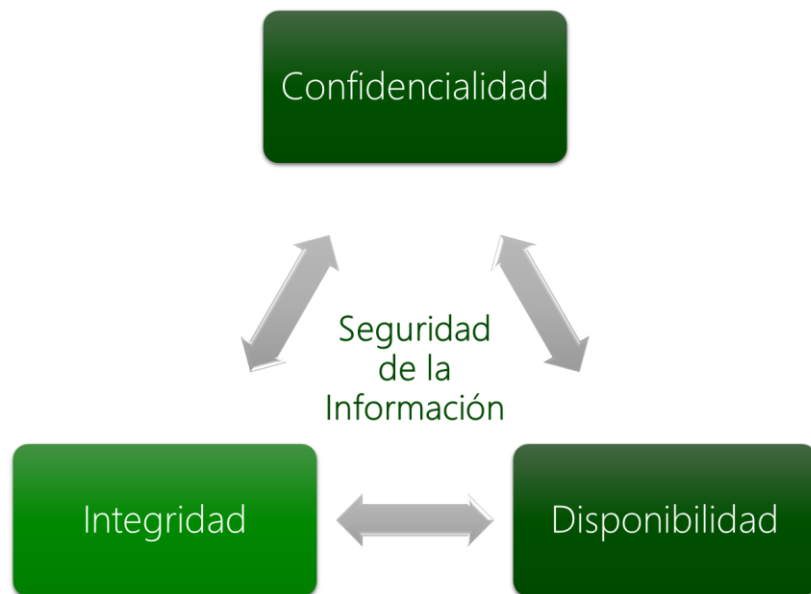 Confidencialidad
Seguridad
de la
Información
Integridad
Disponibilidad